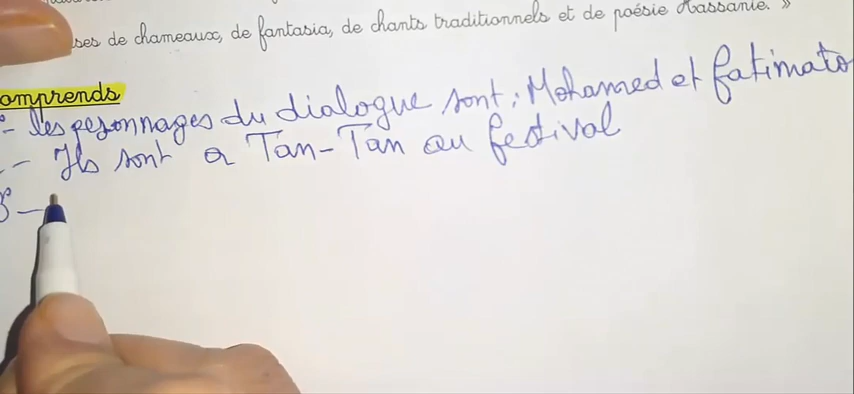 ses de chameaux, de fantasia, de chants traditionnels et de poésie Hassanie. »
omprends
- les personnages du dialogue sont : Mohamed et fatimato
- Ils sont a Tan-Tan au festival
3 -